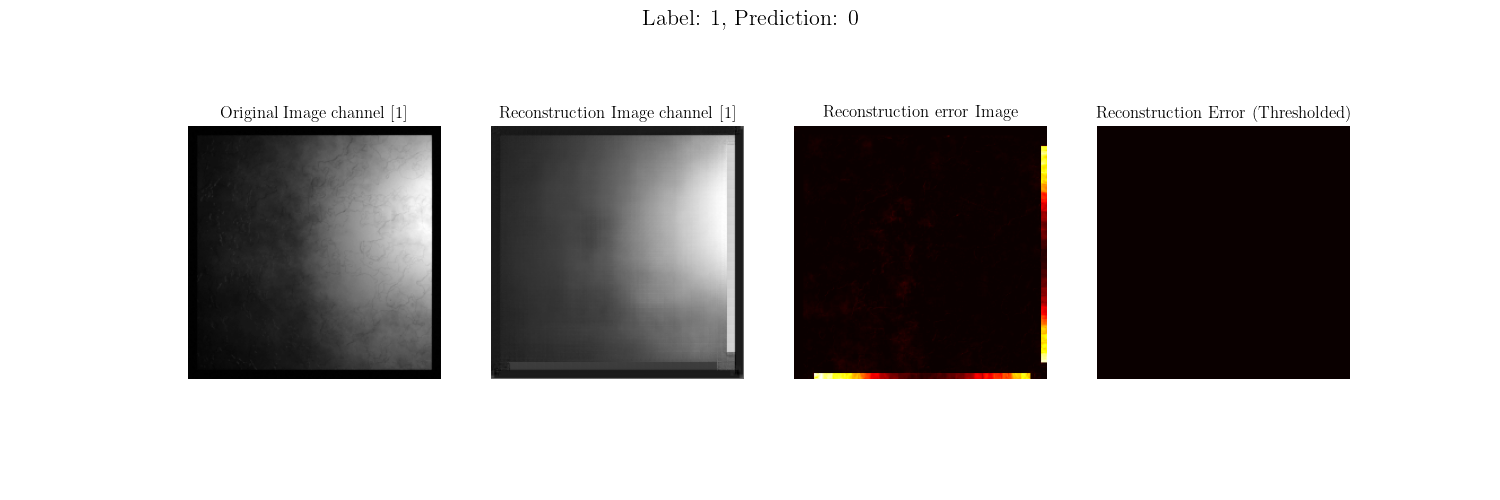 Label: 1, Prediction: 0
Original Image channel [1]
Reconstruction Image channel [1]
Reconstruction error Image
Reconstruction Error (Thresholded)